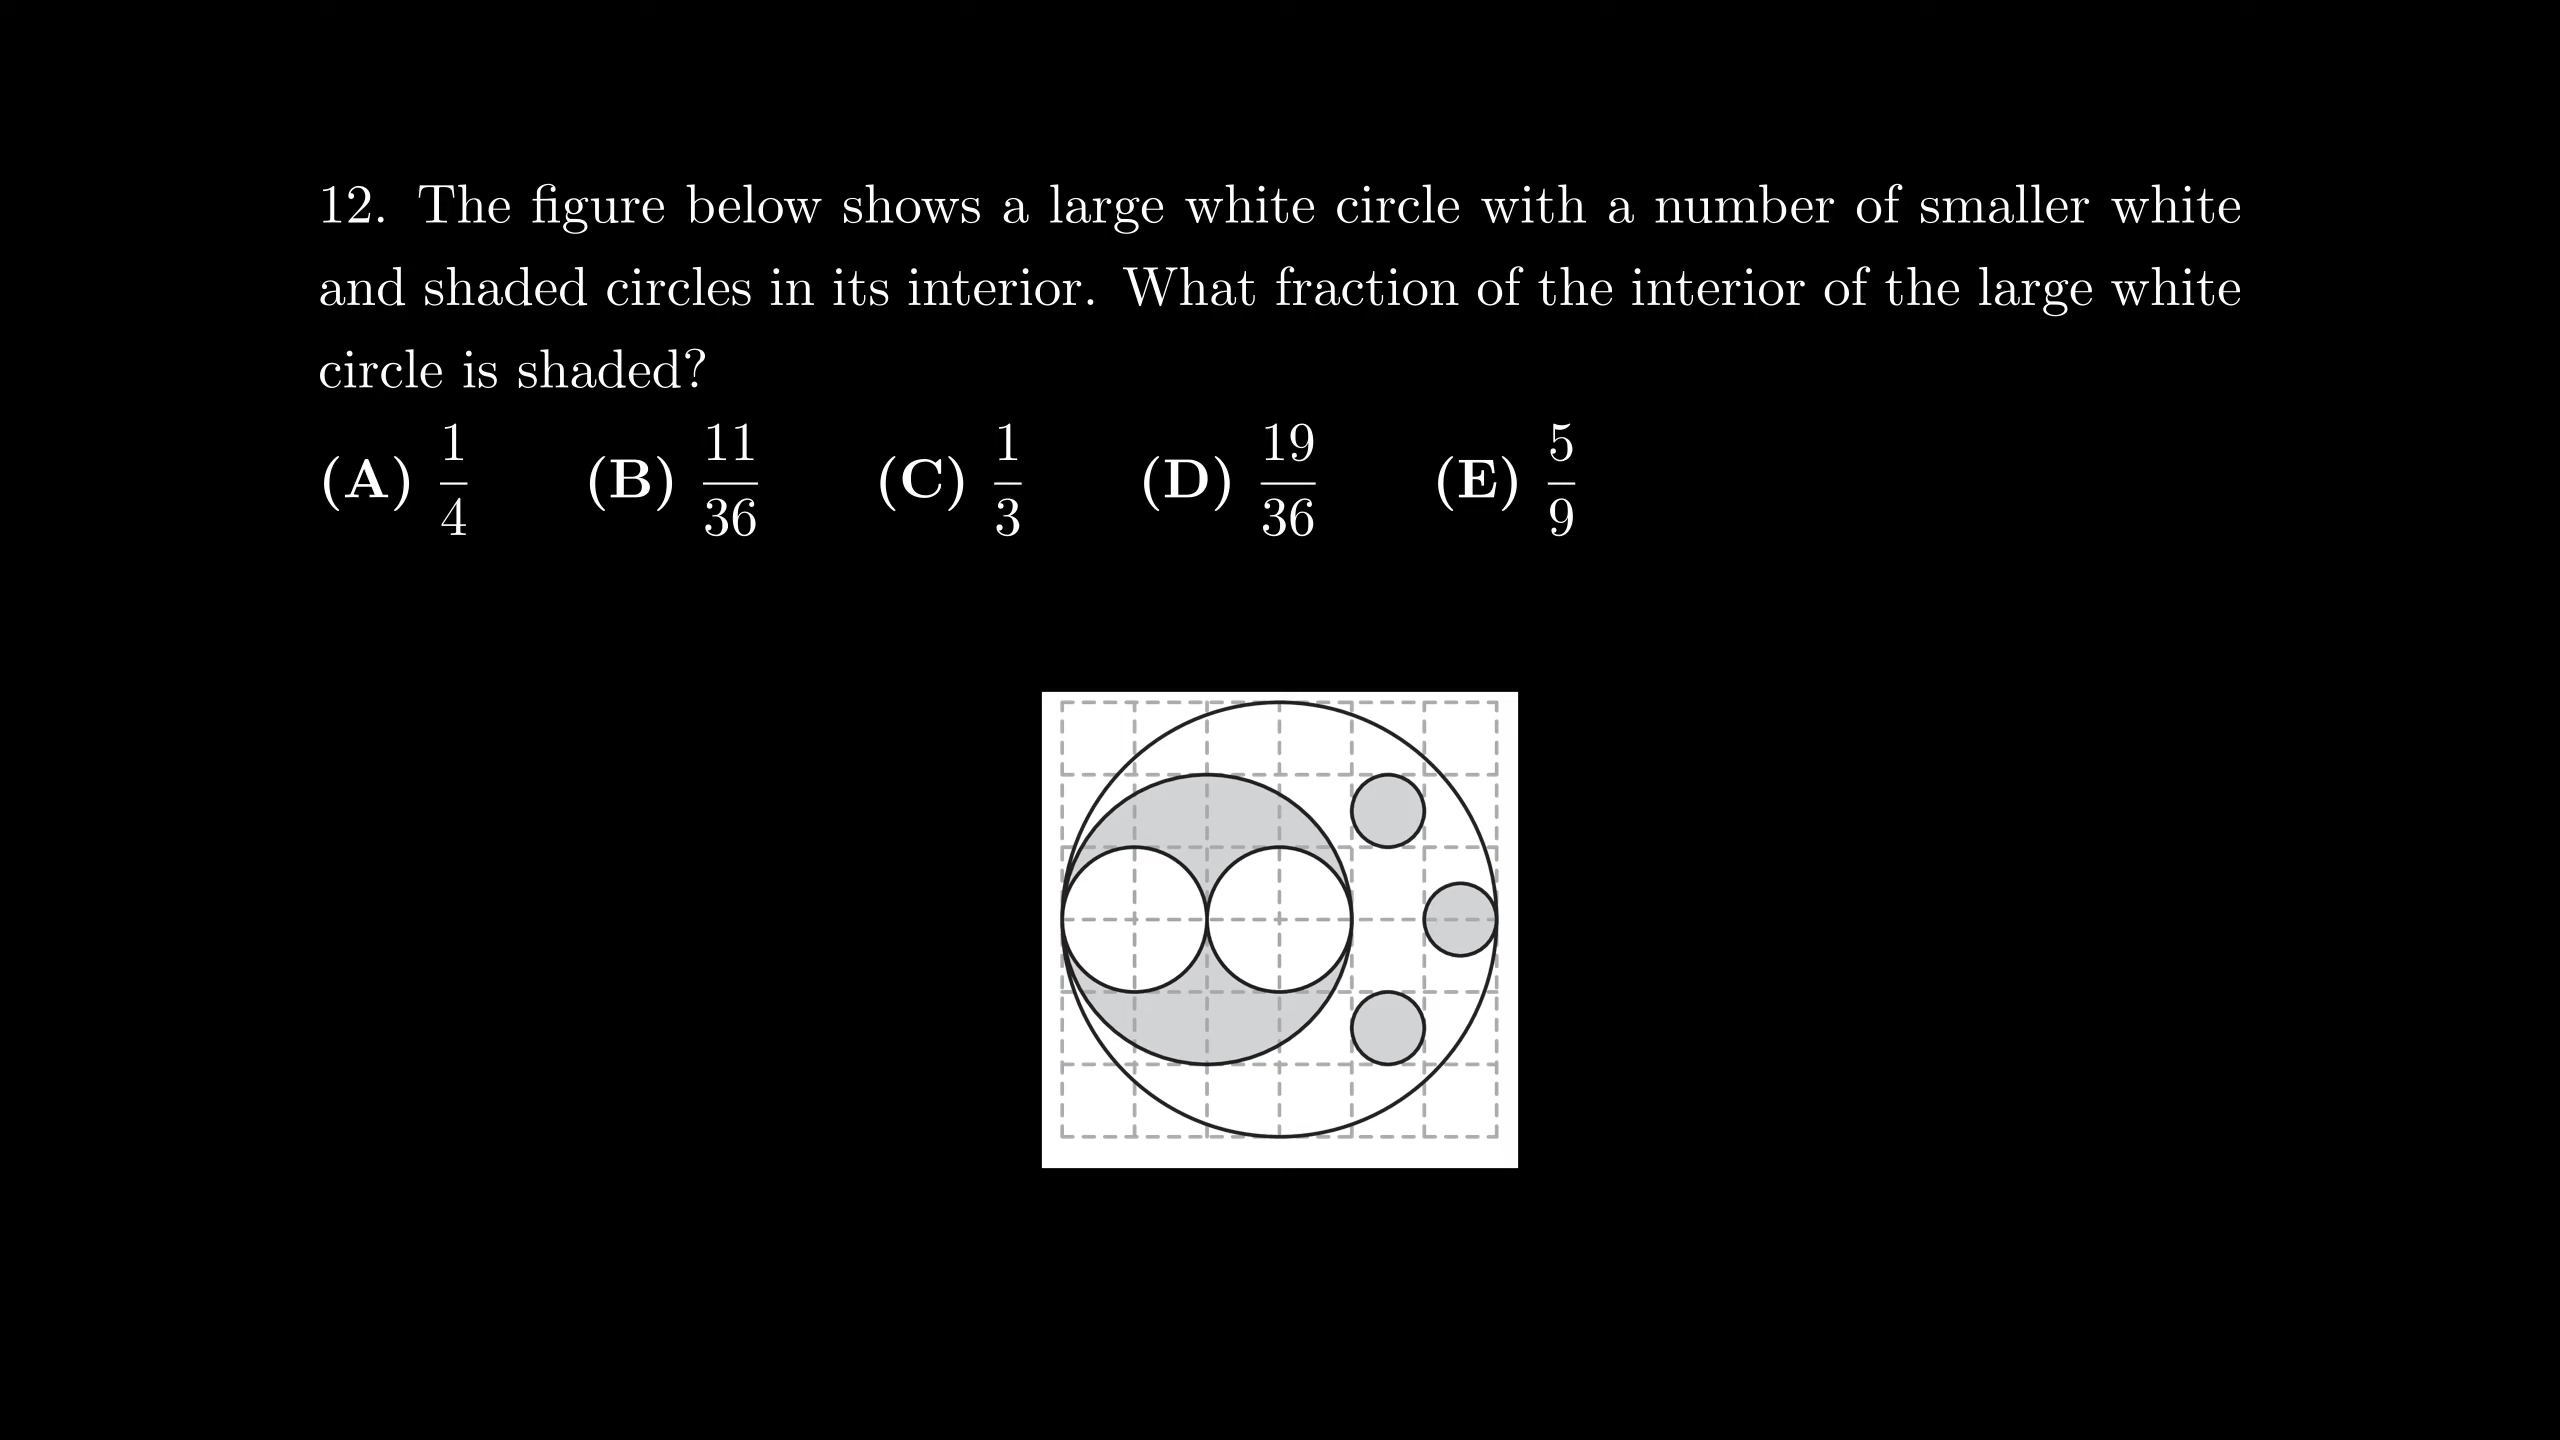 12. The figure below shows a large white circle with a number of smaller white
and shaded circles in its interior. What fraction of the interior of the large white
circle is shaded?
(A) 1/4 (B) 11/36 (C) 1/3 (D) 19/36 (E) 5/9